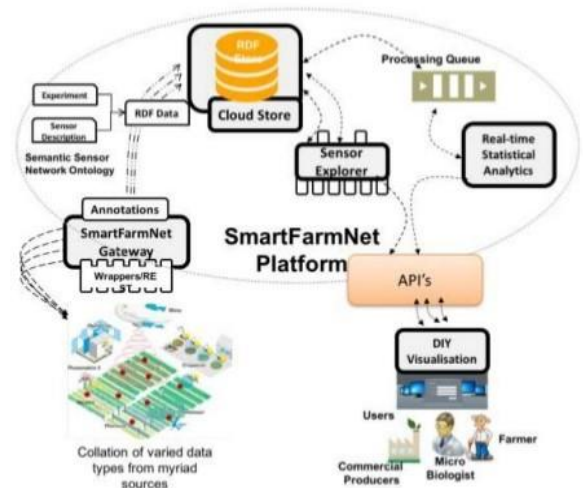 RDF
Store
Cloud Store
Processing Queue
Experiment
Sensor
Description
RDF Data
Semantic Sensor
Network Ontology
Sensor
Explorer
Real-time
Statistical
Analytics
Annotations
SmartFarmNet
Gateway
Wrappers/RE
ST
SmartFarmNet
Platform
API's
DIY
Visualisation
Users
Farmer
Micro
Biologist
Commercial
Producers
Collation of varied data
types from myriad
sources